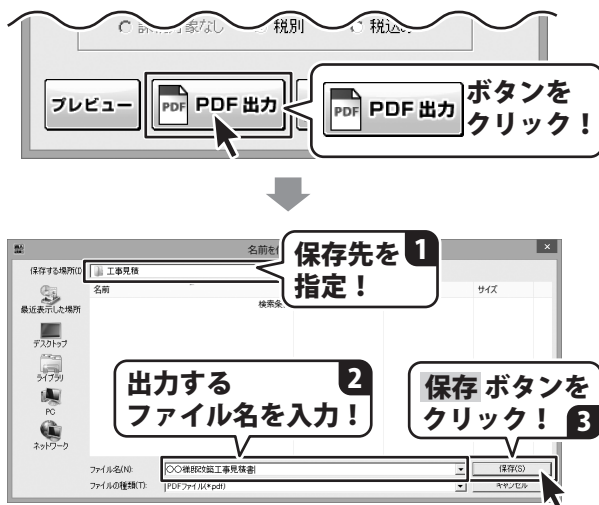 税別
税込み
プレビュー
PDF PDF 出力
PDF PDF 出力 ボタンを
クリック！
保存する場所(I)
工事見積
保存先を
指定！
1
名前
サイズ
最近表示した場所
デスクトップ
ライブラリ
PC
ネットワーク
出力する
ファイル名を入力！
2
保存 ボタンを
クリック！ 3
ファイル名(N):
〇〇様邸改築工事見積書
保存(S)
ファイルの種類(T):
PDFファイル(*pdf)
キャンセル